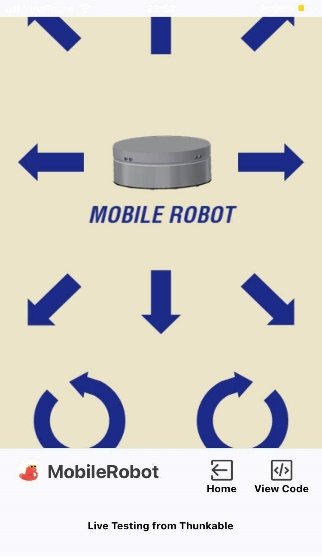 MOBILE ROBOT
MobileRobot
Home
View Code
Live Testing from Thunkable